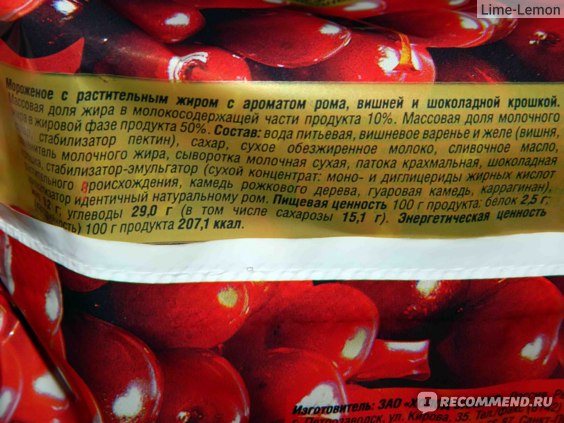 Lime-Lemon
Мороженое с растительным жиром с ароматом рома, вишней и шоколадной крошкой.
Массовая доля жира в молокосодержащей части продукта 10%. Массовая доля молочного
жира в жировой фазе продукта 50%. Состав: вода питьевая, вишневое варенье и желе (вишня,
стабилизатор пектин), сахар, сухое обезжиренное молоко, сливочное масло,
молочного жира, сыворотка молочная сухая, патока крахмальная, шоколадная
стабилизатор-эмульгатор (сухой концентрат: моно- и диглицериды жирных кислот
происхождения, камедь рожкового дерева, гуаровая камедь, каррагинан),
идентичный натуральному ром. Пищевая ценность 100 г продукта: белок 2,5 г;
углеводы 29,0 г (в том числе сахарозы 15,1 г). Энергетическая ценность
100 г продукта 207,1 ккал.
Изготовитель: ЗАО
г. Петрозаводск, ул. Кирова, 35. Тел./факс
IRECOMMEND.RU